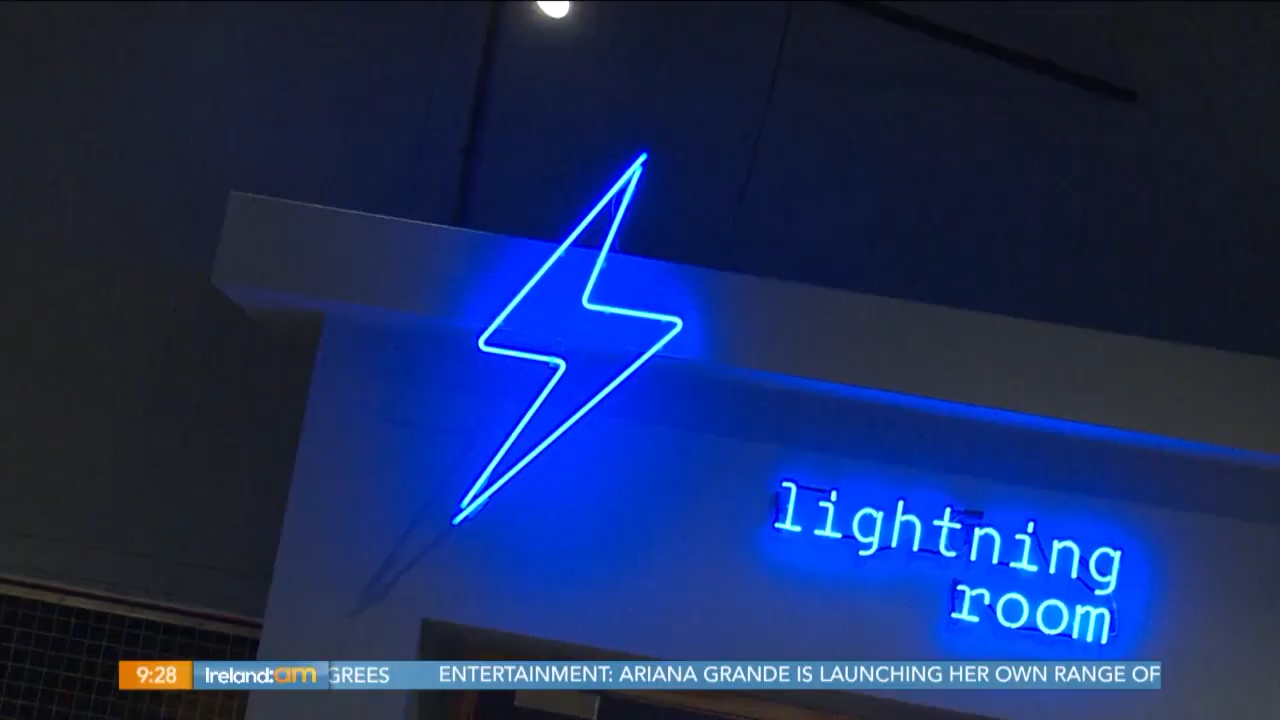 lightning
room
9:28 Ireland:am GREES ENTERTAINMENT: ARIANA GRANDE IS LAUNCHING HER OWN RANGE OF